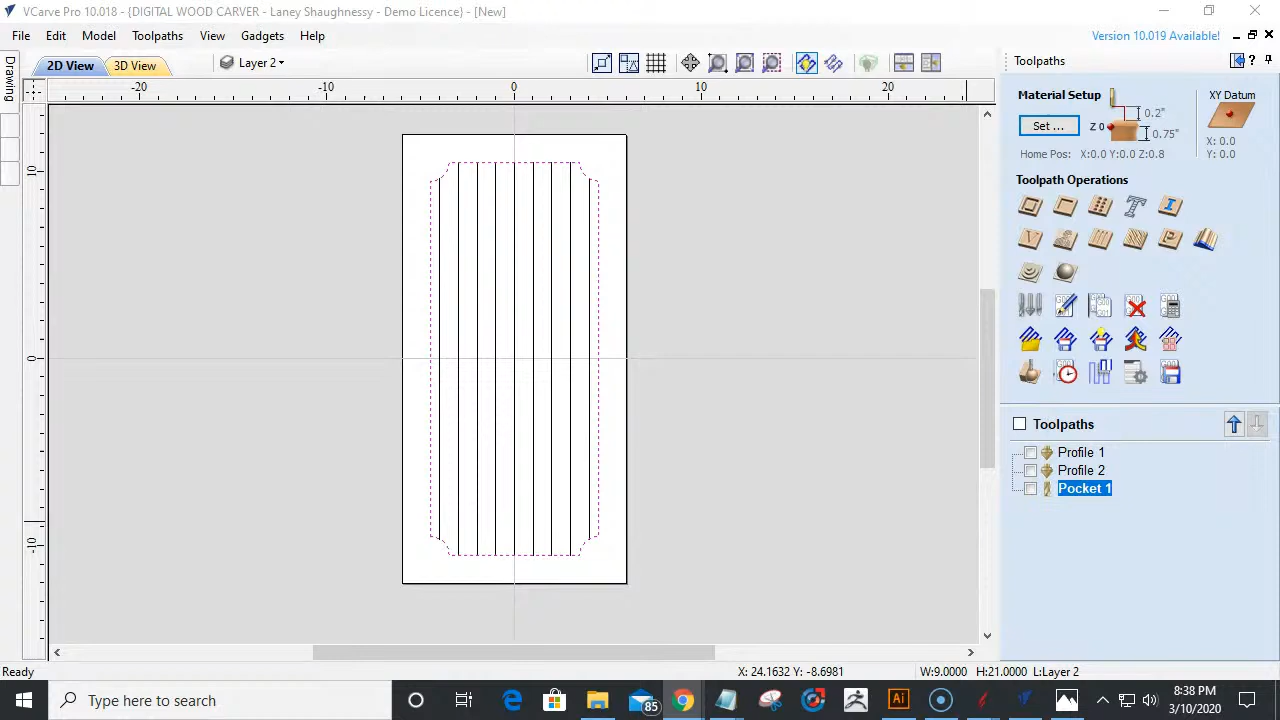 VCarve Pro 10.018 - {DIGITAL WOOD CARVER - Laney Shaughnessy - Demo Licence} - [New]
File Edit Model Toolpaths View Gadgets Help
Version 10.019 Available!
Drawing
2D View 3D View Layer 2
-20 -10 0 10 20
10
0
-10
Toolpaths
Material Setup
Set ...
Z 0
0.2"
0.75"
Home Pos: X:0.0 Y:0.0 Z:0.8
XY Datum
X: 0.0
Y: 0.0
Toolpath Operations
Toolpaths
Profile 1
Profile 2
Pocket 1
Ready
X: 24.1632 Y: -8.6981
W:9.0000 H:21.0000 L:Layer 2
Type here to search
85
Ai
8:38 PM
3/10/2020